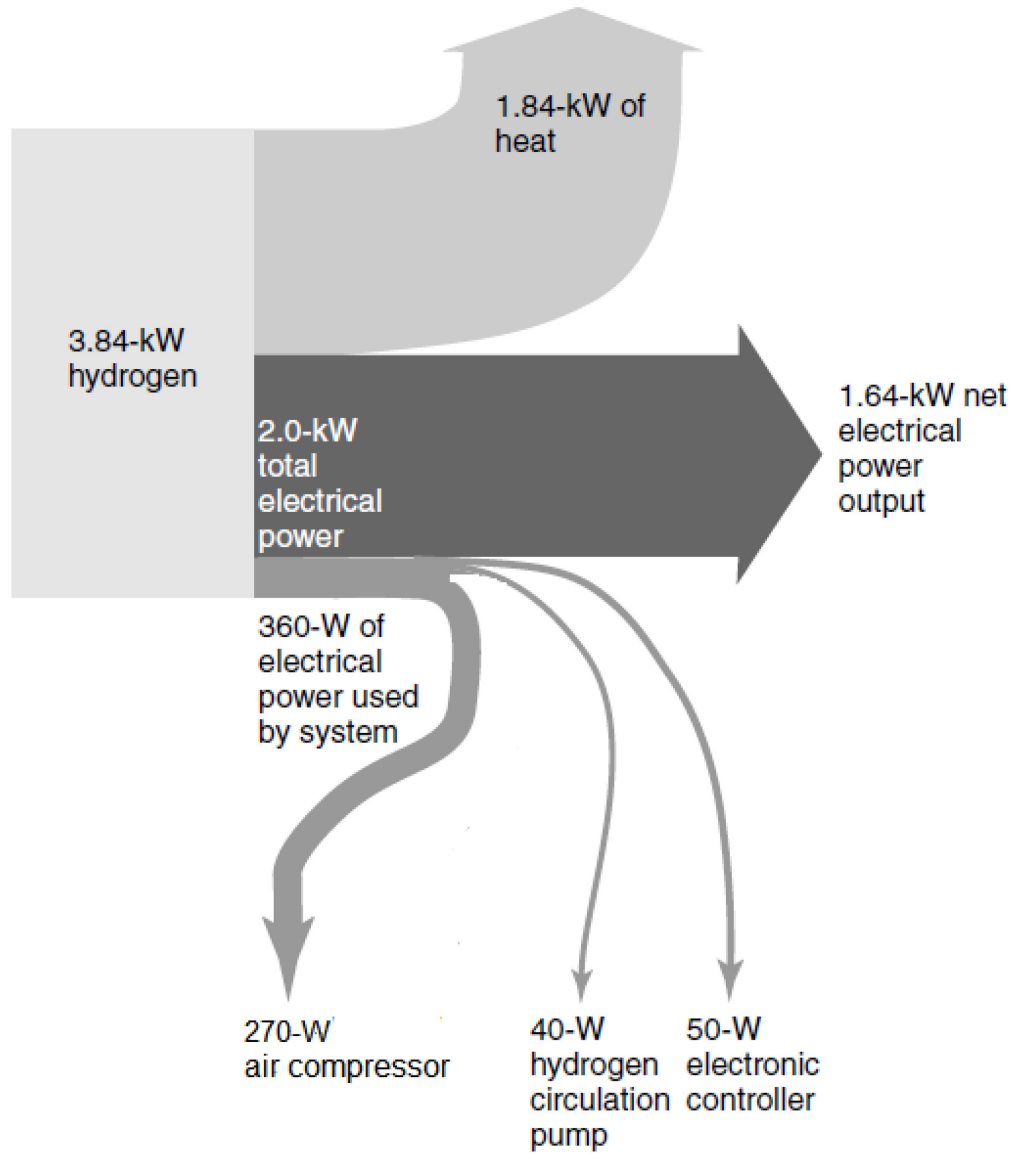 1.84-kW of
heat
3.84-kW
hydrogen
2.0-kW
total
electrical
power
1.64-kW net
electrical
power
output
360-W of
electrical
power used
by system
270-W
air compressor
40-W
hydrogen
circulation
pump
50-W
electronic
controller